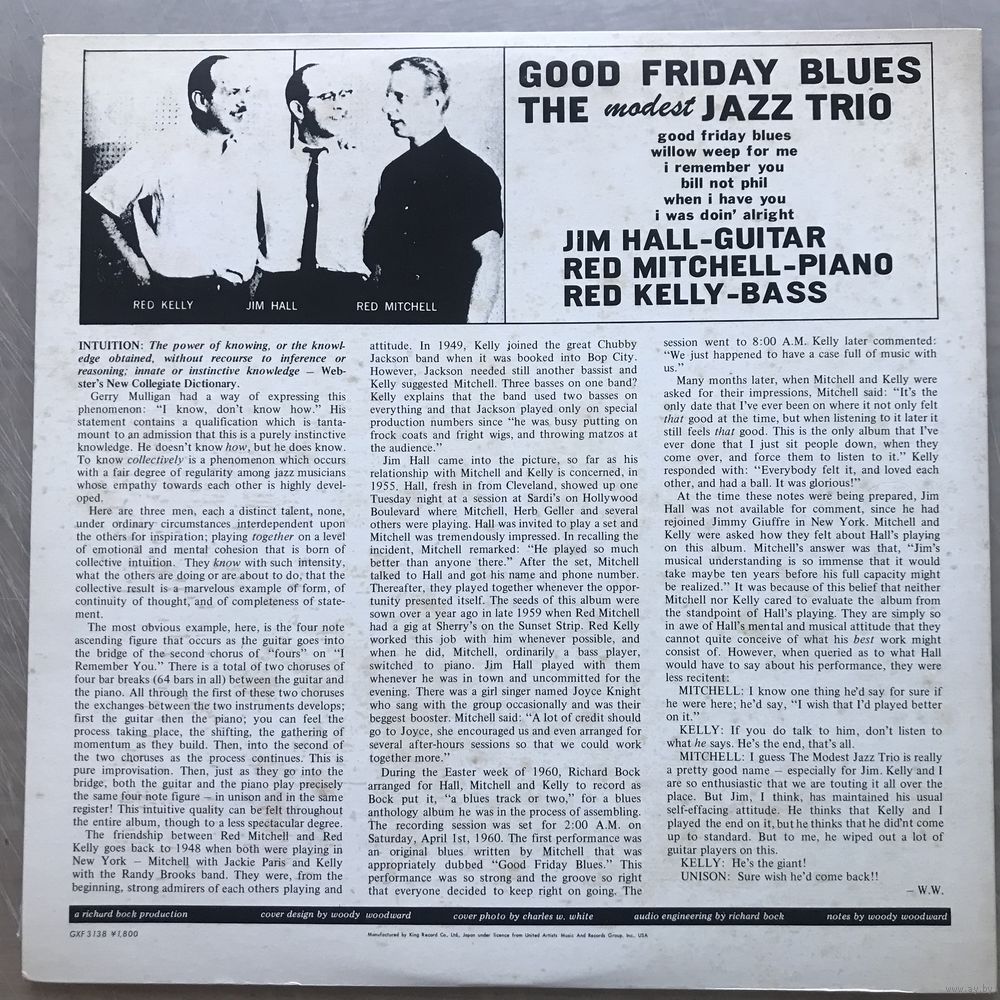 GOOD FRIDAY BLUES
THE modest JAZZ TRIO
good friday blues
willow weep for me
i remember you
bill not phil
when i have you
i was doin' alright
JIM HALL-GUITAR
RED MITCHELL-PIANO
RED KELLY-BASS
RED KELLY JIM HALL RED MITCHELL
INTUITION: The power of knowing, or the knowl-
edge obtained, without recourse to inference or
reasoning; innate or instinctive knowledge – Web-
ster's New Collegiate Dictionary.
Gerry Mulligan had a way of expressing this
phenomenon: "I know, don't know how." His
statement contains a qualification which is tanta-
mount to an admission that this is a purely instinctive
knowledge. He doesn't know how, but he does know.
To know collectively is a phenomenon which occurs
with a fair degree of regularity among jazz musicians
whose empathy towards each other is highly devel-
oped.
Here are three men, each a distinct talent, none,
under ordinary circumstances interdependent upon
the others for inspiration; playing together on a level
of emotional and mental cohesion that is born of
collective intuition. They know with such intensity,
what the others are doing or are about to do, that the
collective result is a marvelous example of form, of
continuity of thought, and of completeness of state-
ment.
The most obvious example, here, is the four note
ascending figure that occurs as the guitar goes into
the bridge of the second chorus of "fours" on "I
Remember You." There is a total of two choruses of
four bar breaks (64 bars in all) between the guitar and
the piano. All through the first of these two choruses
the exchanges between the two instruments develops;
first the guitar then the piano; you can feel the
process taking place, the shifting, the gathering of
momentum as they build. Then, into the second of
the two choruses as the process continues. This is
pure improvisation. Then, just as they go into the
bridge, both the guitar and the piano play precisely
the same four note figure – in unison and in the same
register! This intuitive quality can be felt throughout
the entire album, though to a less spectacular degree.
The friendship between Red Mitchell and Red
Kelly goes back to 1948 when both were playing in
New York – Mitchell with Jackie Paris and Kelly
with the Randy Brooks band. They were, from the
beginning, strong admirers of each others playing and
attitude. In 1949, Kelly joined the great Chubby
Jackson band when it was booked into Bop City.
However, Jackson needed still another bassist and
Kelly suggested Mitchell. Three basses on one band?
Kelly explains that the band used two basses on
everything and that Jackson played only on special
production numbers since "he was busy putting on
frock coats and fright wigs, and throwing matzos at
the audience."
Jim Hall came into the picture, so far as his
relationship with Mitchell and Kelly is concerned, in
1955. Hall, fresh in from Cleveland, showed up one
Tuesday night at a session at Sardi's on Hollywood
Boulevard where Mitchell, Herb Geller and several
others were playing. Hall was invited to play a set and
Mitchell was tremendously impressed. In recalling the
incident, Mitchell remarked: "He played so much
better than anyone there." After the set, Mitchell
talked to Hall and got his name and phone number.
Thereafter, they played together whenever the oppor-
tunity presented itself. The seeds of this album were
sown over a year ago in late 1959 when Red Mitchell
had a gig at Sherry's on the Sunset Strip. Red Kelly
worked this job with him whenever possible, and
when he did, Mitchell, ordinarily a bass player,
switched to piano. Jim Hall played with them
whenever he was in town and uncommitted for the
evening. There was a girl singer named Joyce Knight
who sang with the group occasionally and was their
beggest booster. Mitchell said: "A lot of credit should
go to Joyce, she encouraged us and even arranged for
several after-hours sessions so that we could work
together more."
During the Easter week of 1960, Richard Bock
arranged for Hall, Mitchell and Kelly to record as
Bock put it, "a blues track or two," for a blues
anthology album he was in the process of assembling.
The recording session was set for 2:00 A.M. on
Saturday, April 1st, 1960. The first performance was
an original blues written by Mitchell that was
appropriately dubbed "Good Friday Blues." This
performance was so strong and the groove so right
that everyone decided to keep right on going. The
session went to 8:00 A.M. Kelly later commented:
"We just happened to have a case full of music with
us."
Many months later, when Mitchell and Kelly were
asked for their impressions, Mitchell said: "It's the
only date that I've ever been on where it not only felt
that good at the time, but when listening to it later it
still feels that good. This is the only album that I've
ever done that I just sit people down, when they
come over, and force them to listen to it." Kelly
responded with: "Everybody felt it, and loved each
other, and had a ball. It was glorious!"
At the time these notes were being prepared, Jim
Hall was not available for comment, since he had
rejoined Jimmy Giuffre in New York. Mitchell and
Kelly were asked how they felt about Hall's playing
on this album. Mitchell's answer was that, "Jim's
musical understanding is so immense that it would
take maybe ten years before his full capacity might
be realized." It was because of this belief that neither
Mitchell nor Kelly cared to evaluate the album from
the standpoint of Hall's playing. They are simply so
in awe of Hall's mental and musical attitude that they
cannot quite conceive of what his best work might
consist of. However, when queried as to what Hall
would have to say about his performance, they were
less recitent:
MITCHELL: I know one thing he'd say for sure if
he were here; he'd say, "I wish that I'd played better
on it."
KELLY: If you do talk to him, don't listen to
what he says. He's the end, that's all.
MITCHELL: I guess The Modest Jazz Trio is really
a pretty good name – especially for Jim. Kelly and I
are so enthusiastic that we are touting it all over the
place. But Jim, I think, has maintained his usual
self-effacing attitude. He thinks that Kelly and I
played the end on it, but he thinks that he did'nt come
up to standard. But to me, he wiped out a lot of
guitar players on this.
KELLY: He's the giant!
UNISON: Sure wish he'd come back!!
– W.W.
a richard bock production cover design by woody woodward cover photo by charles w. white audio engineering by richard bock notes by woody woodward
GXF 3138 ¥1,800
Manufactured by King Record Co., Ltd., Japan under licence from United Artists Music And Records Group. Inc., USA
www.ay.by